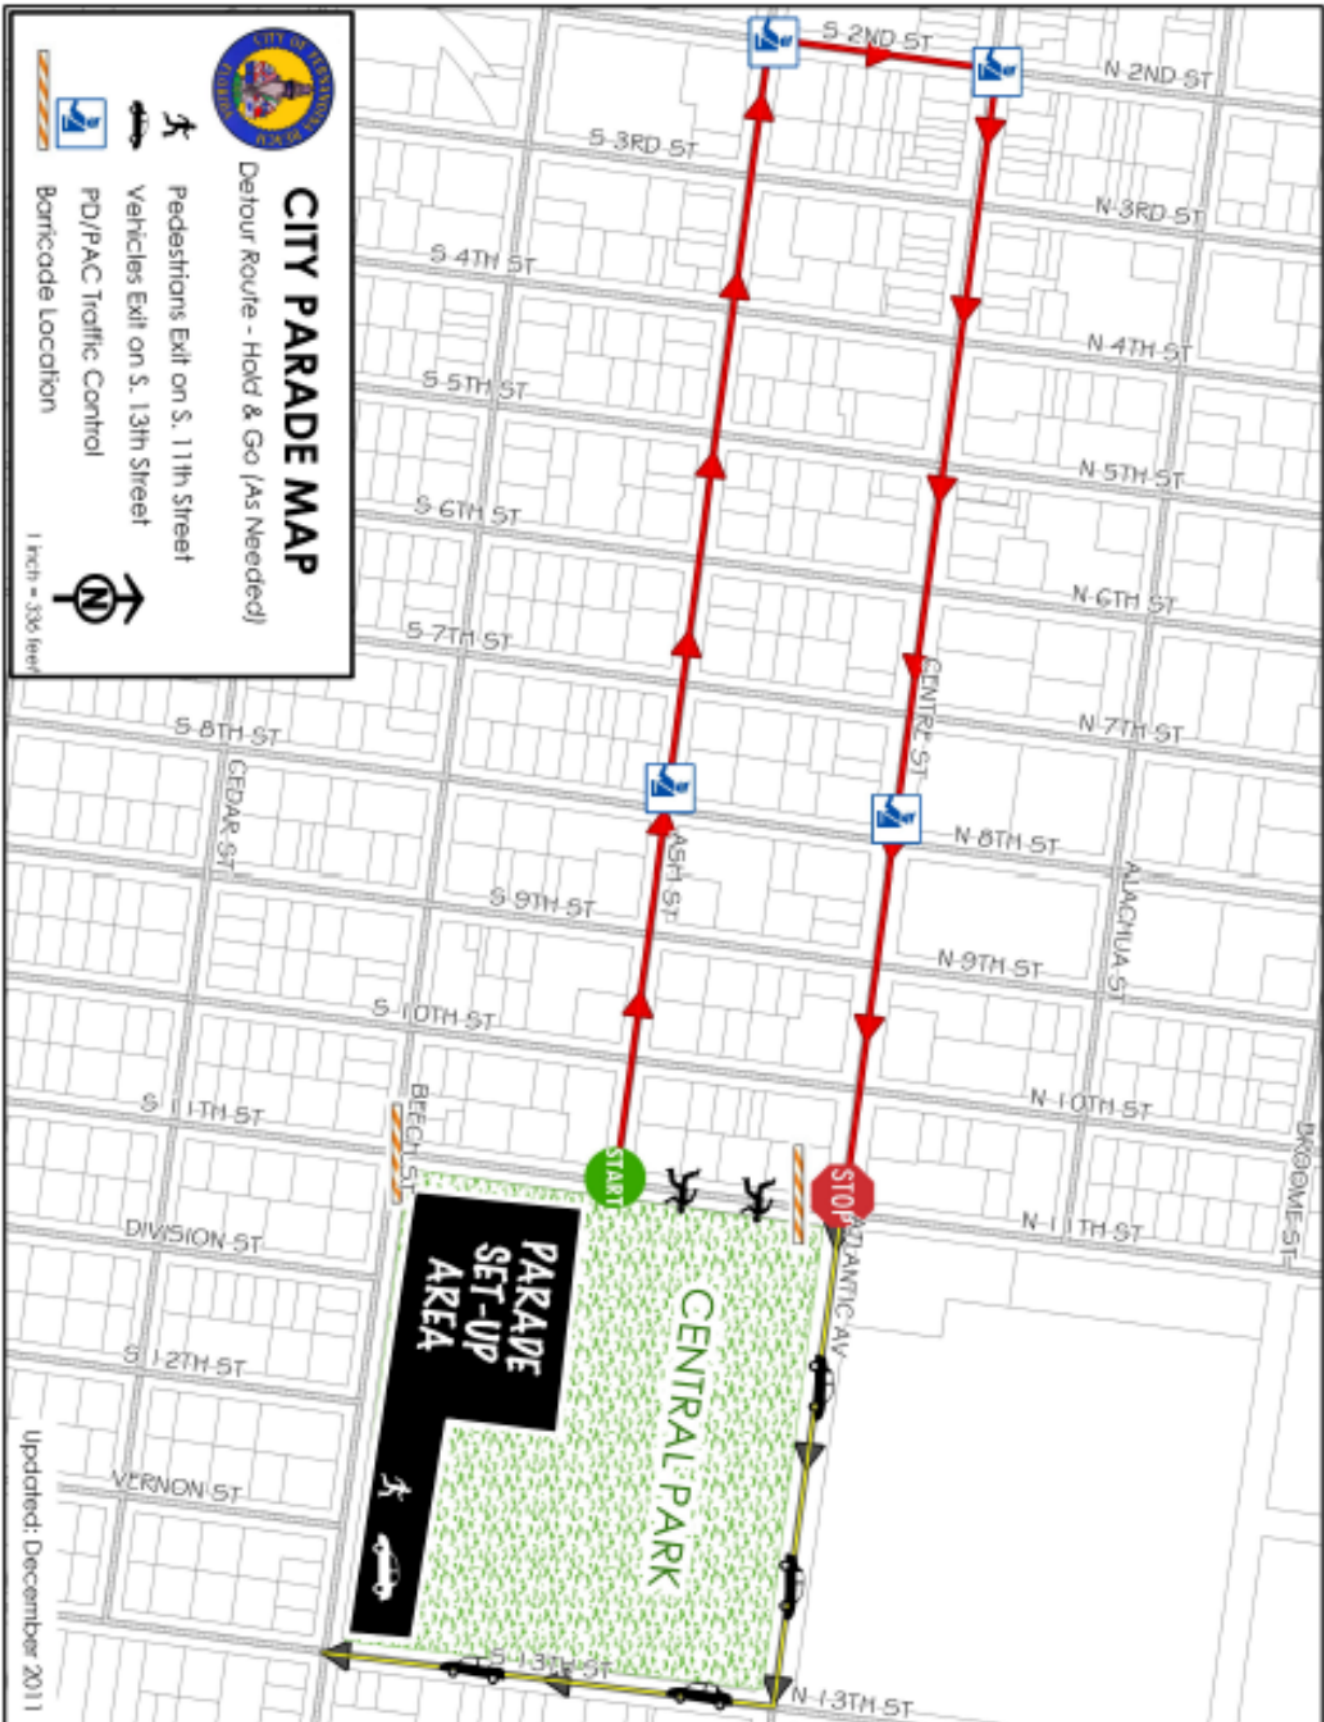 CITY PARADE MAP
Detour Route - Hold & Go (As Needed)
Pedestrians Exit on S. 11th Street
Vehicles Exit on S. 13th Street
PD/PAC Traffic Control
Barricade Location
N
1 inch = 336 feet
S 2ND ST
N 2ND ST
S 3RD ST
N 3RD ST
S 4TH ST
N 4TH ST
S 5TH ST
N 5TH ST
S 6TH ST
N 6TH ST
S 7TH ST
N 7TH ST
CENTRE ST
S 8TH ST
N 8TH ST
CEDAR ST
ASH ST
ALACHUA ST
S 9TH ST
N 9TH ST
S 10TH ST
N 10TH ST
S 11TH ST
N 11TH ST
BEECH ST
BROOME ST
START
STOP
ATLANTIC AV
DIVISION ST
PARADE
SET-UP
AREA
CENTRAL PARK
S 12TH ST
VERNON ST
S 13TH ST
N 13TH ST
Updated: December 2011